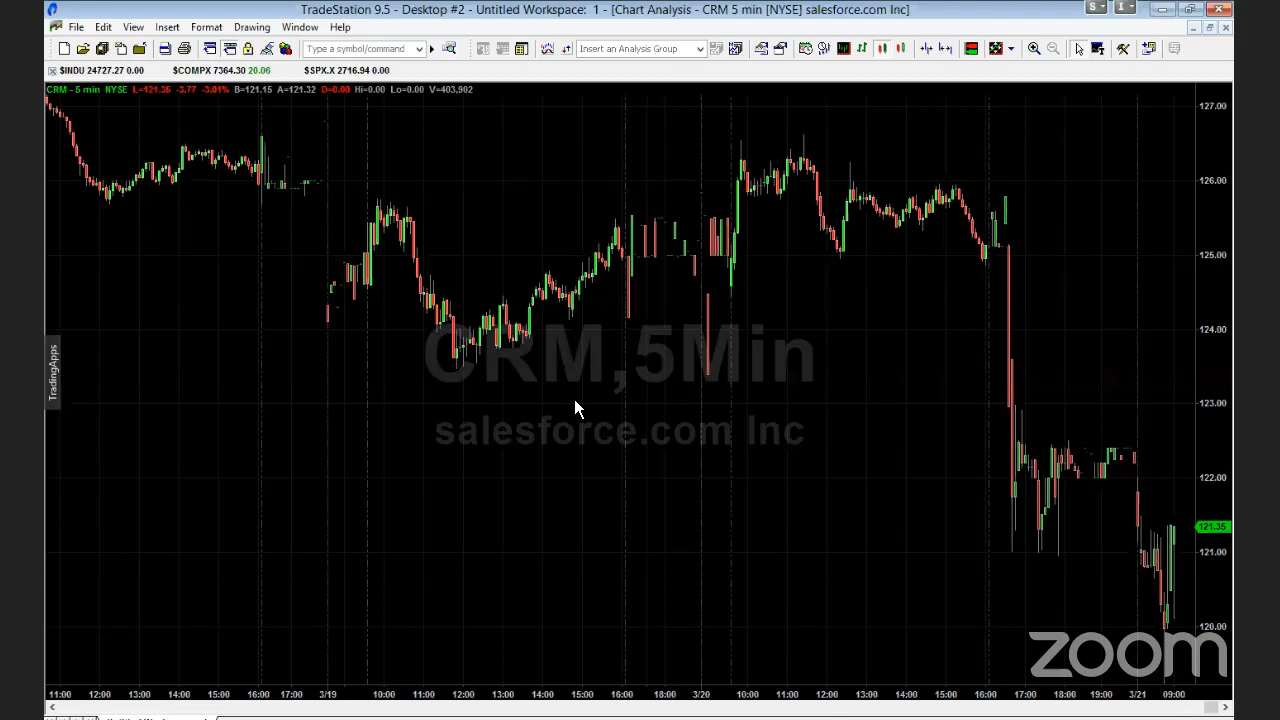 TradeStation 9.5 - Desktop #2 - Untitled Workspace: 1 - [Chart Analysis - CRM 5 min [NYSE] salesforce.com Inc]
S
I
File Edit View Insert Format Drawing Window Help
Type a symbol/command
Insert an Analysis Group
$INDU 24727.27 0.00 $COMPX 7364.30 20.06 $SPX.X 2716.94 0.00
CRM - 5 min NYSE L=121.35 -3.77 -3.01% B=121.15 A=121.32 O=0.00 Hi=0.00 Lo=0.00 V=403,902
127.00
126.00
125.00
124.00
CRM,5Min
TradingApps
123.00
salesforce.com Inc
122.00
121.35
121.00
120.00
zoom
11:00 12:00 13:00 14:00 15:00 16:00 17:00 3/19 10:00 11:00 12:00 13:00 14:00 15:00 16:00 18:00 3/20 10:00 11:00 12:00 13:00 14:00 15:00 16:00 17:00 18:00 19:00 3/21 09:00